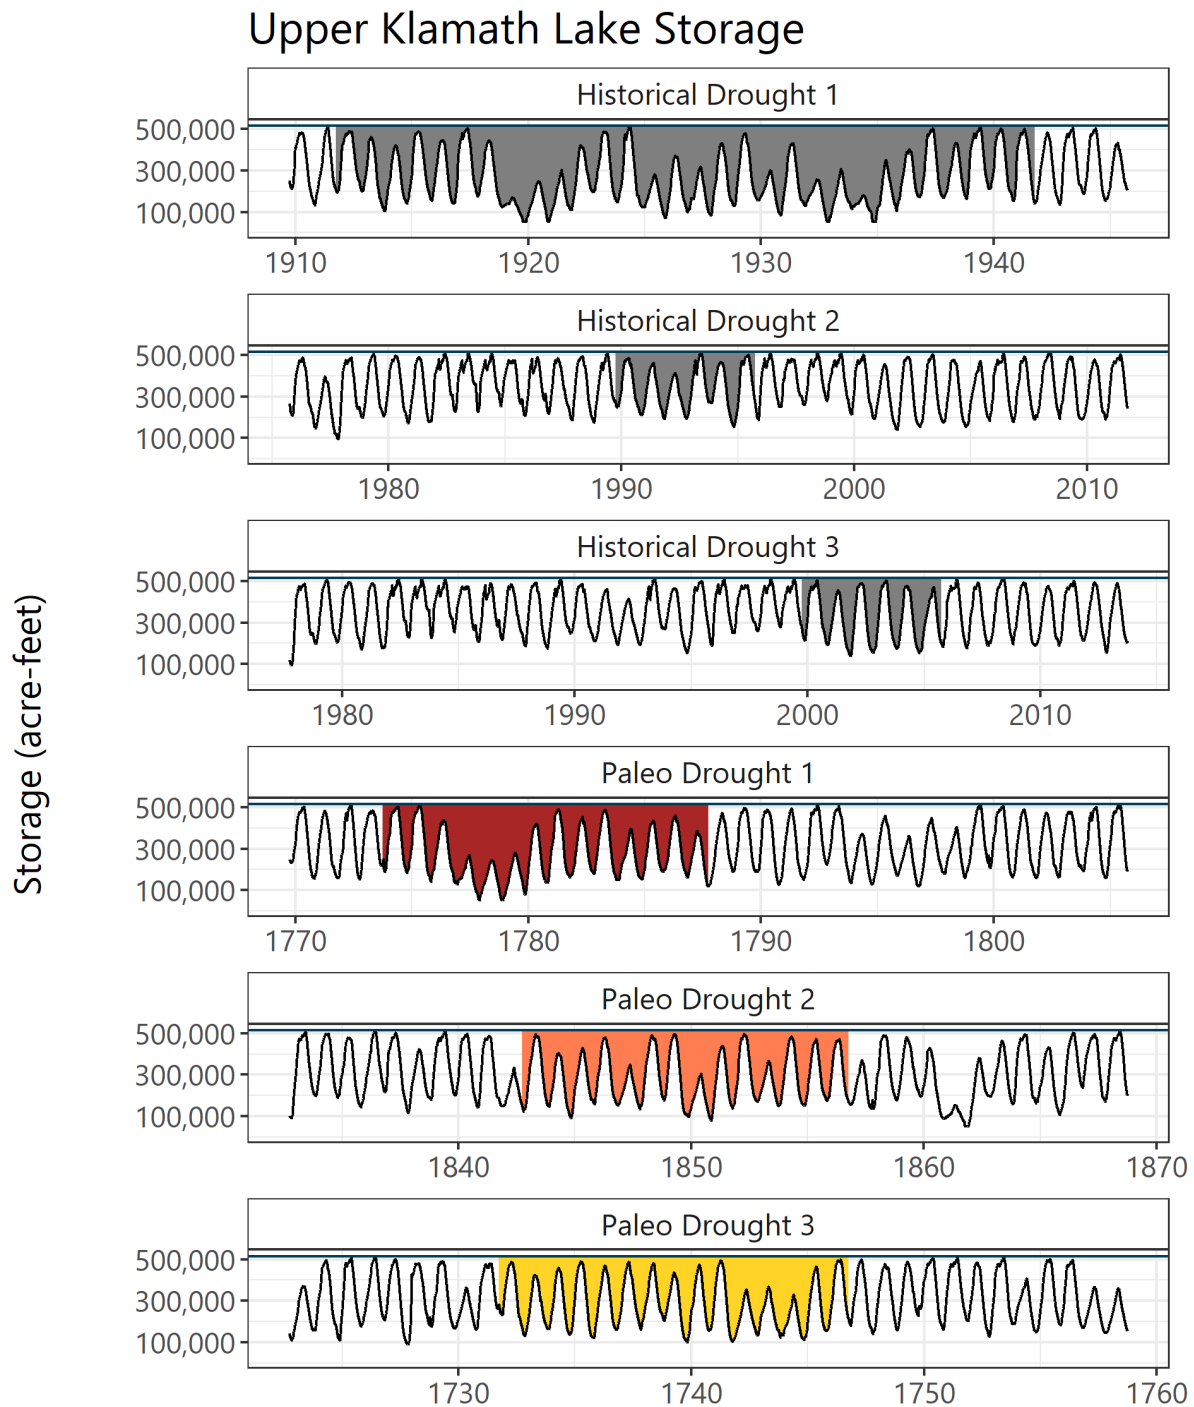 Upper Klamath Lake Storage
Storage (acre-feet)
Historical Drought 1
500,000
300,000
100,000
1910 1920 1930 1940
Historical Drought 2
500,000
300,000
100,000
1980 1990 2000 2010
Historical Drought 3
500,000
300,000
100,000
1980 1990 2000 2010
Paleo Drought 1
500,000
300,000
100,000
1770 1780 1790 1800
Paleo Drought 2
500,000
300,000
100,000
1840 1850 1860 1870
Paleo Drought 3
500,000
300,000
100,000
1730 1740 1750 1760